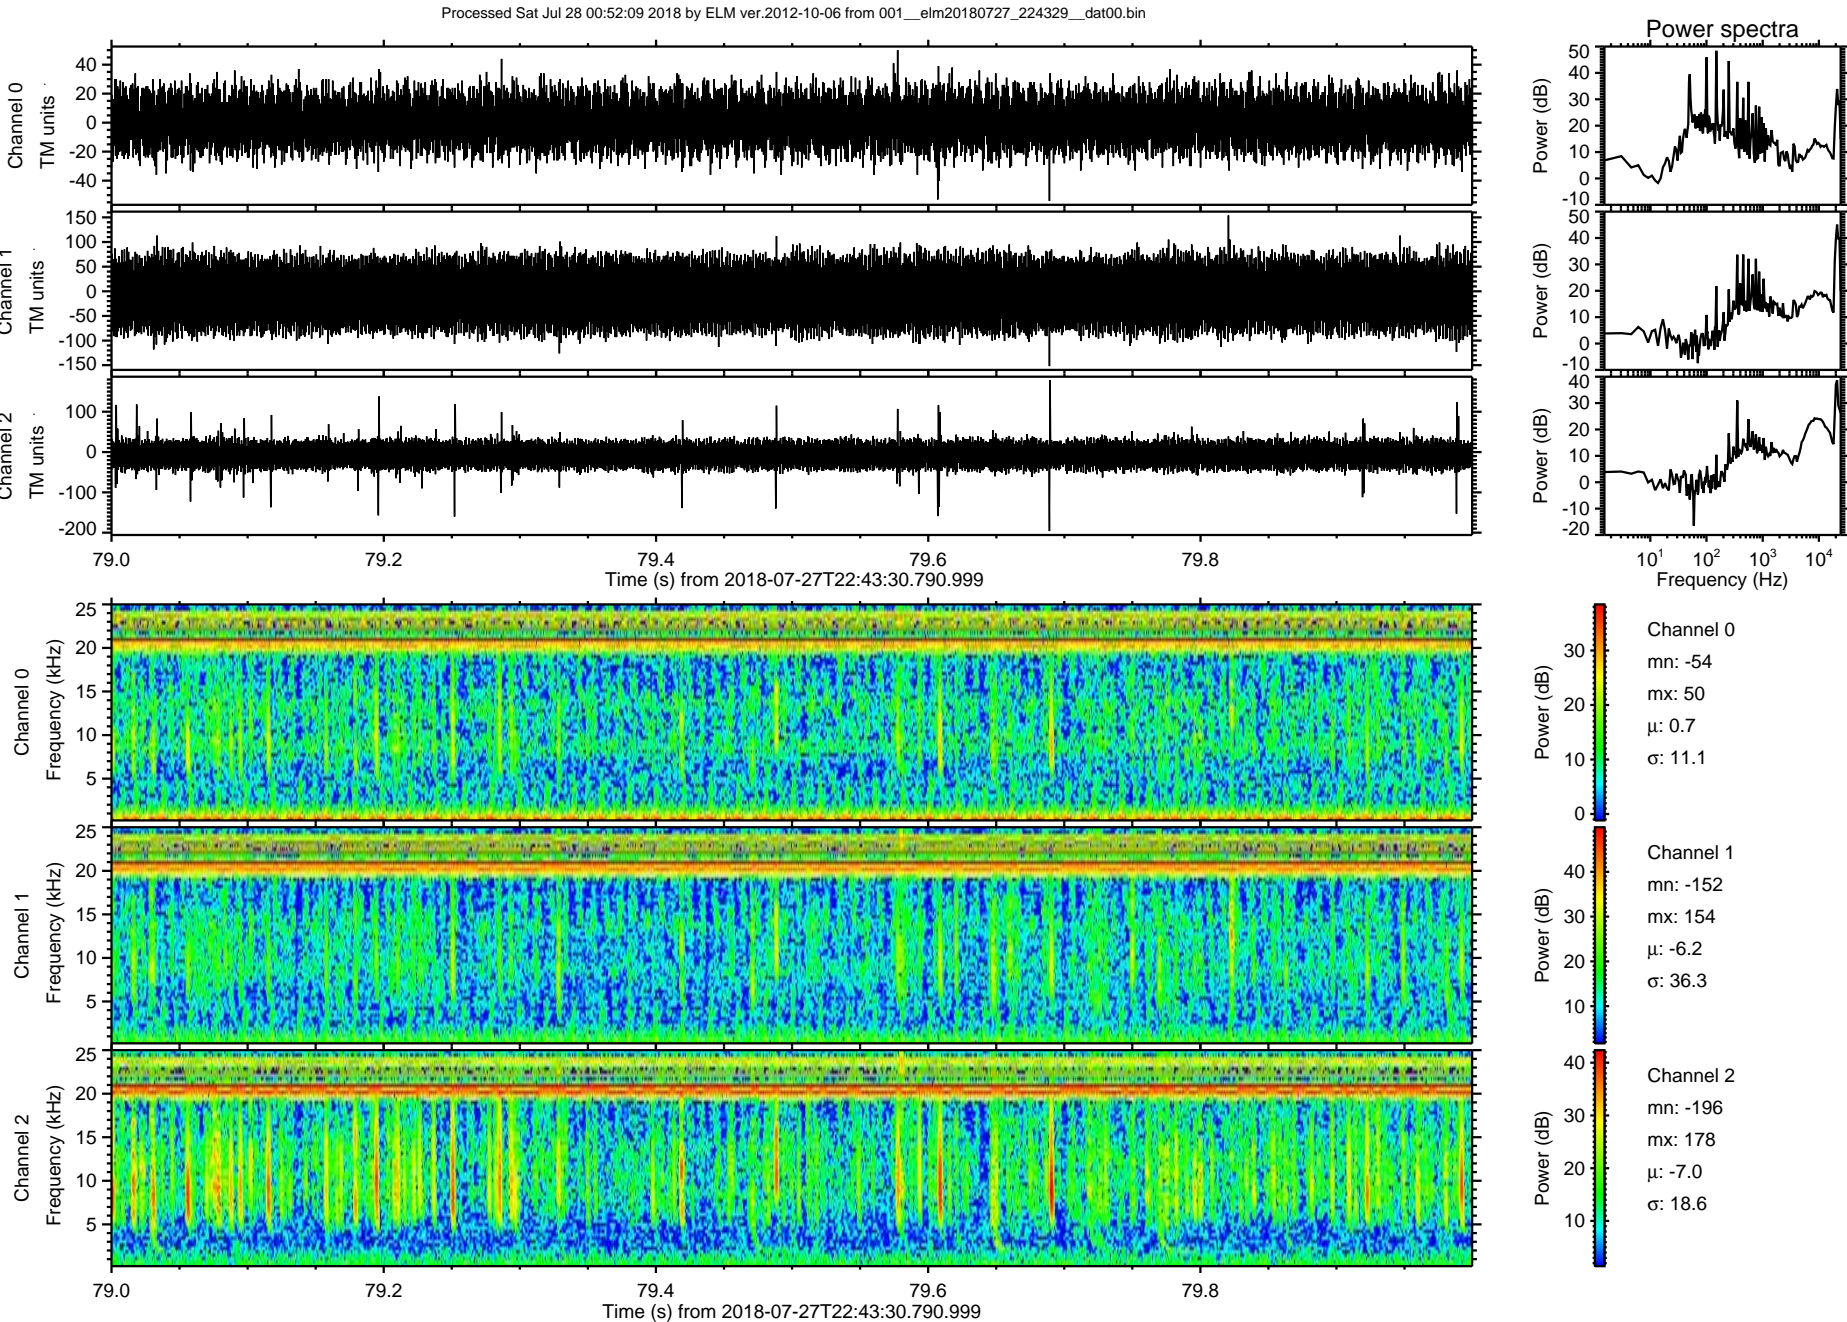 Processed Sat Jul 28 00:52:09 2018 by ELM ver.2012-10-06 from 001__elm20180727_224329__dat00.bin
Power spectra
Channel 0
TM units
40
20
0
-20
-40
Power (dB)
50
40
30
20
10
0
-10
Channel 1
TM units
150
100
50
0
-50
-100
-150
Power (dB)
50
40
30
20
10
0
-10
Channel 2
TM units
100
0
-100
-200
Power (dB)
40
30
20
10
0
-10
-20
79.0 79.2 79.4 79.6 79.8
Time (s) from 2018-07-27T22:43:30.790.999
10¹ 10² 10³ 10⁴
Frequency (Hz)
Channel 0
Frequency (kHz)
25
20
15
10
5
Power (dB)
30
20
10
0
Channel 0
mn: -54
mx: 50
μ: 0.7
σ: 11.1
Channel 1
Frequency (kHz)
25
20
15
10
5
Power (dB)
40
30
20
10
Channel 1
mn: -152
mx: 154
μ: -6.2
σ: 36.3
Channel 2
Frequency (kHz)
25
20
15
10
5
Power (dB)
40
30
20
10
Channel 2
mn: -196
mx: 178
μ: -7.0
σ: 18.6
79.0 79.2 79.4 79.6 79.8
Time (s) from 2018-07-27T22:43:30.790.999